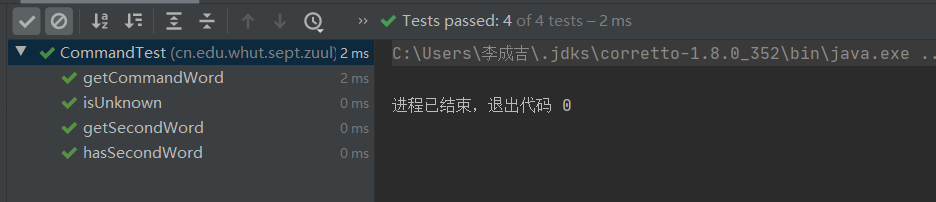 Tests passed: 4 of 4 tests – 2 ms
CommandTest (cn.edu.whut.sept.zuul) 2 ms
getCommandWord 2 ms
isUnknown 0 ms
getSecondWord 0 ms
hasSecondWord 0 ms
C:\Users\李成吉\.jdks\corretto-1.8.0_352\bin\java.exe ..
进程已结束，退出代码 0